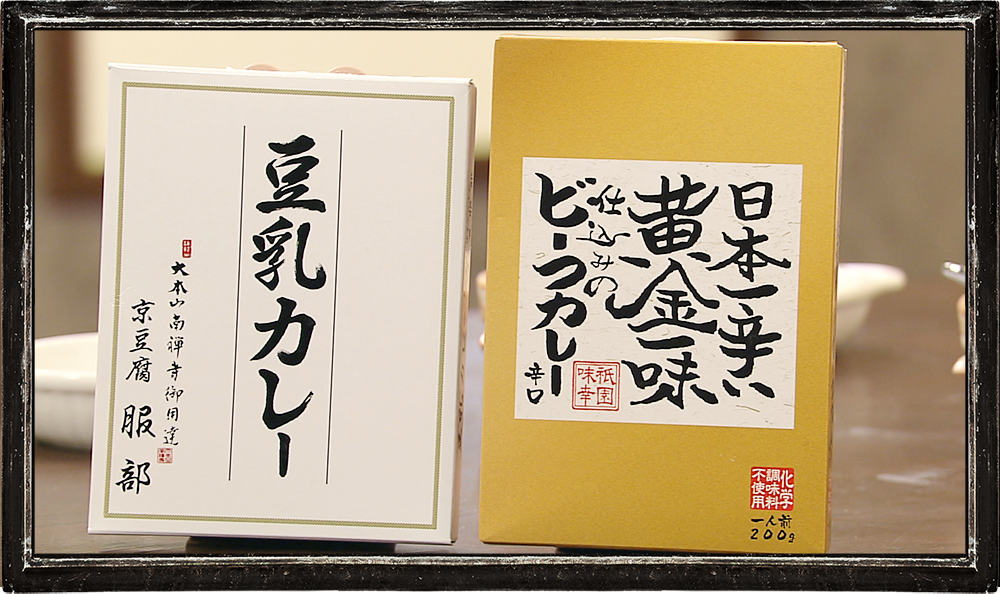 豆乳カレー
大本山南禅寺御用達
京豆腐 服部
日本一辛い
黄金一味
仕込みの
ビーフカレー
辛口
祇園
味幸
化学
調味料
不使用
一人前
200g